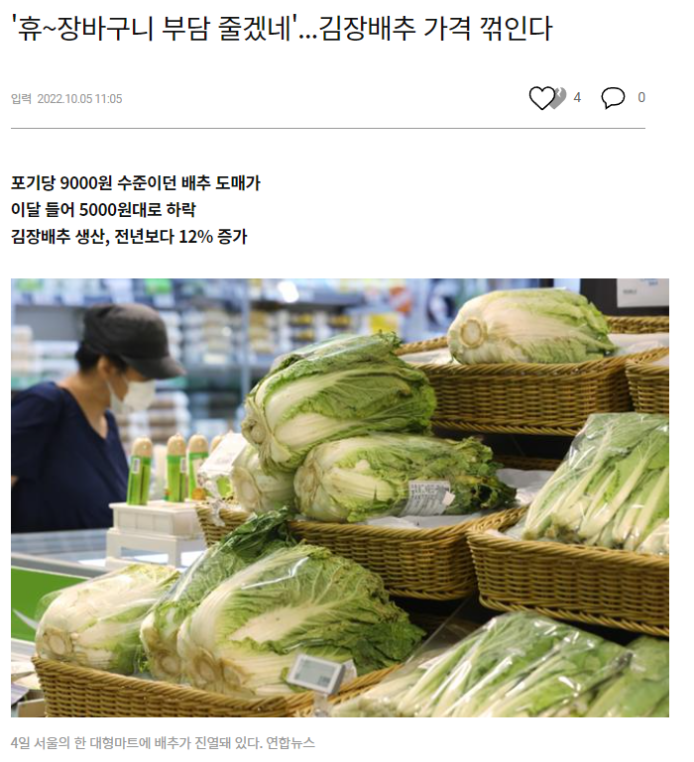 '휴~장바구니 부담 줄겠네'...김장배추 가격 꺾인다
입력 2022.10.05 11:05
4
0
포기당 9000원 수준이던 배추 도매가
이달 들어 5000원대로 하락
김장배추 생산, 전년보다 12% 증가
4일 서울의 한 대형마트에 배추가 진열돼 있다. 연합뉴스